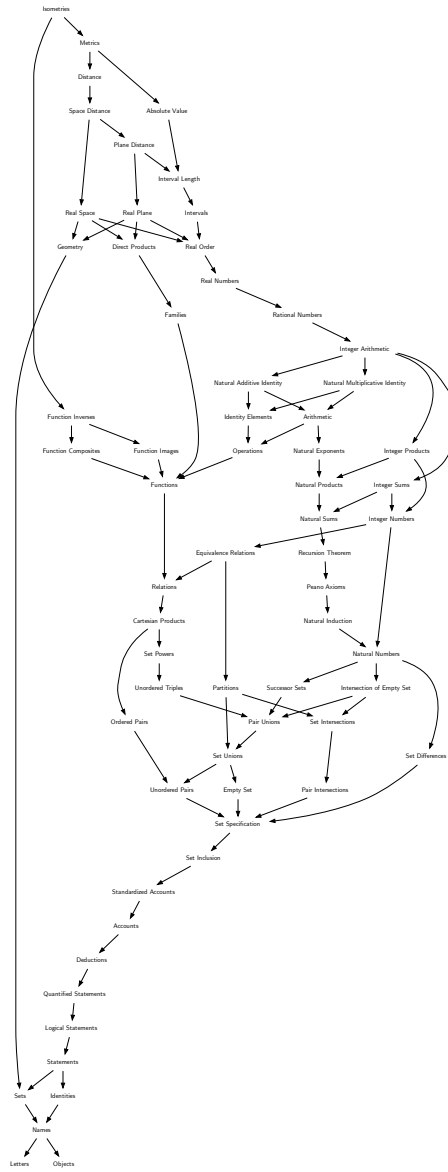 Isometries
Metrics
Distance
Space Distance
Absolute Value
Plane Distance
Interval Length
Real Space
Real Plane
Intervals
Geometry
Direct Products
Real Order
Real Numbers
Families
Rational Numbers
Integer Arithmetic
Natural Additive Identity
Natural Multiplicative Identity
Function Inverses
Identity Elements
Arithmetic
Function Composites
Function Images
Operations
Natural Exponents
Integer Products
Functions
Natural Products
Integer Sums
Natural Sums
Integer Numbers
Equivalence Relations
Recursion Theorem
Relations
Peano Axioms
Cartesian Products
Natural Induction
Set Powers
Natural Numbers
Unordered Triples
Partitions
Successor Sets
Intersection of Empty Set
Ordered Pairs
Pair Unions
Set Intersections
Set Unions
Set Differences
Unordered Pairs
Empty Set
Pair Intersections
Set Specification
Set Inclusion
Standardized Accounts
Accounts
Deductions
Quantified Statements
Logical Statements
Statements
Sets
Identities
Names
Letters
Objects